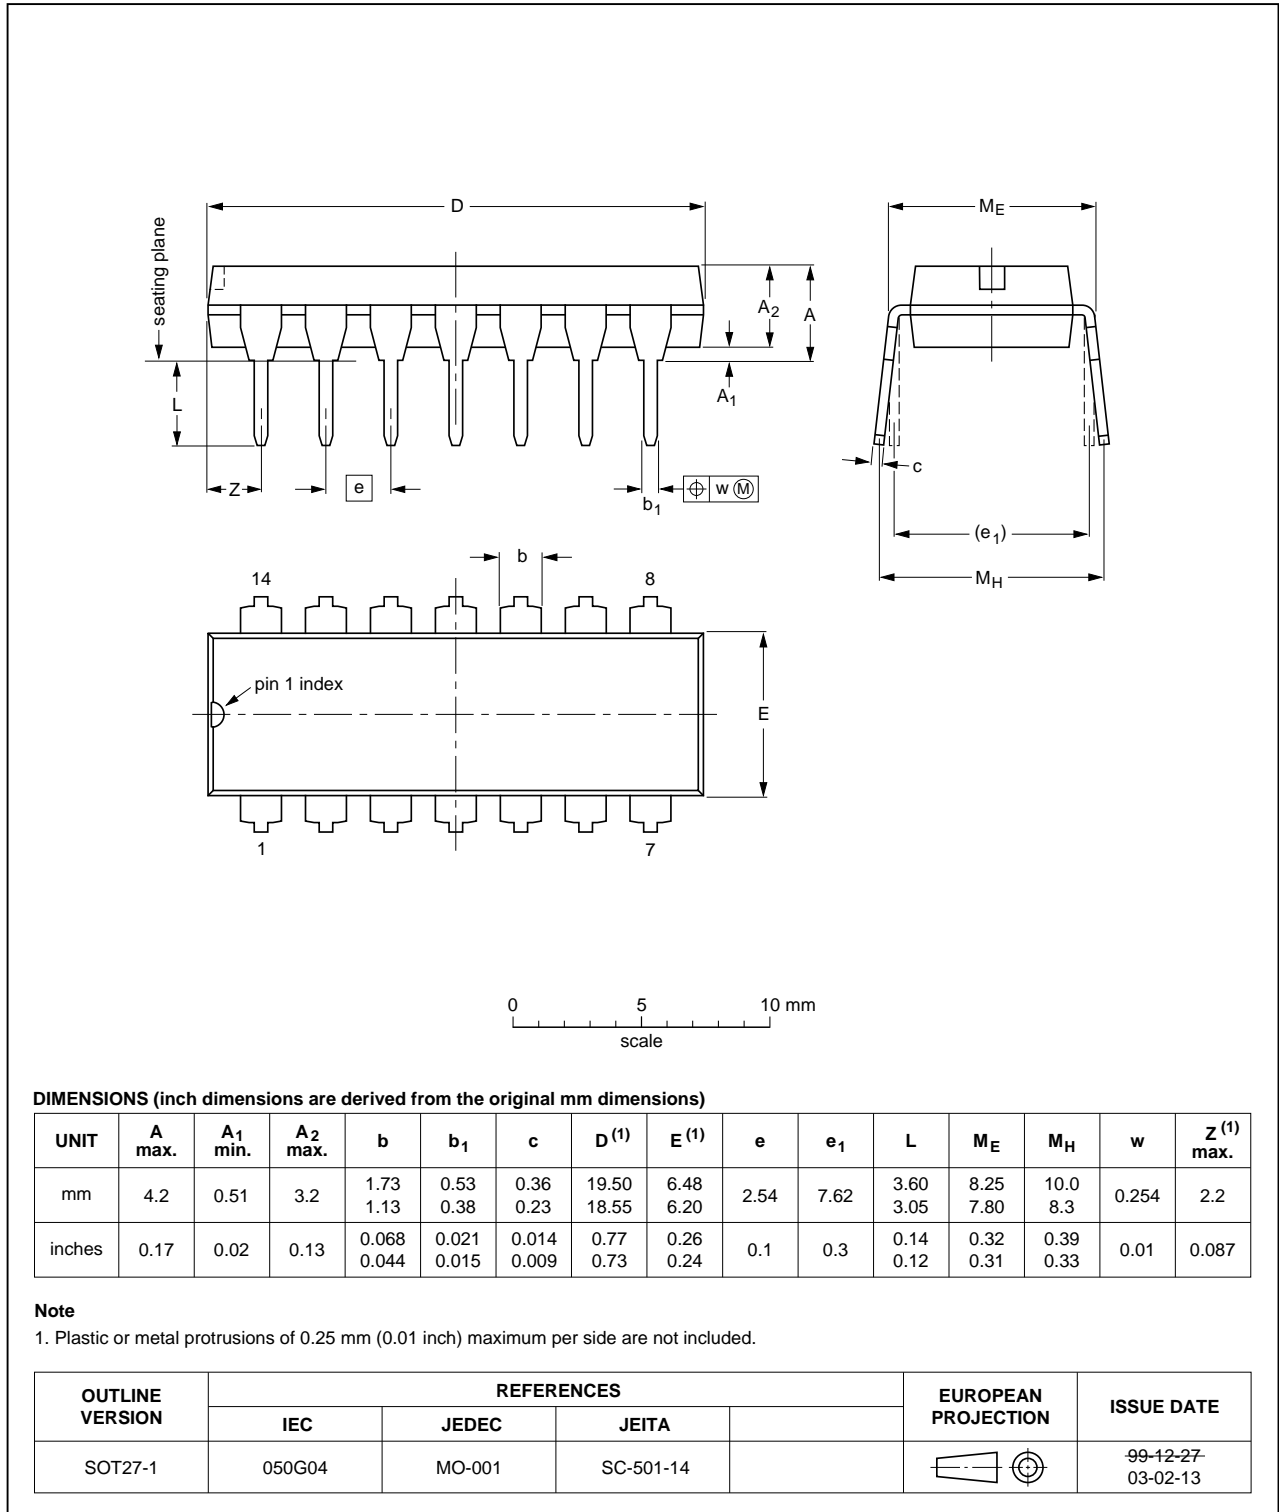 D
M_E
seating plane
A_2
A
A_1
L
Z
e
b_1
w M
c
(e_1)
M_H
b
14
8
pin 1 index
E
1
7
0
5
10 mm
scale
DIMENSIONS (inch dimensions are derived from the original mm dimensions)
UNIT A max. A1 min. A2 max. b b1 c D (1) E (1) e e1 L ME MH w Z (1) max.
mm 4.2 0.51 3.2 1.73 1.13 0.53 0.38 0.36 0.23 19.50 18.55 6.48 6.20 2.54 7.62 3.60 3.05 8.25 7.80 10.0 8.3 0.254 2.2
inches 0.17 0.02 0.13 0.068 0.044 0.021 0.015 0.014 0.009 0.77 0.73 0.26 0.24 0.1 0.3 0.14 0.12 0.32 0.31 0.39 0.33 0.01 0.087
Note
1. Plastic or metal protrusions of 0.25 mm (0.01 inch) maximum per side are not included.
OUTLINE VERSION REFERENCES EUROPEAN PROJECTION ISSUE DATE
IEC JEDEC JEITA
SOT27-1 050G04 MO-001 SC-501-14 99-12-27
03-02-13